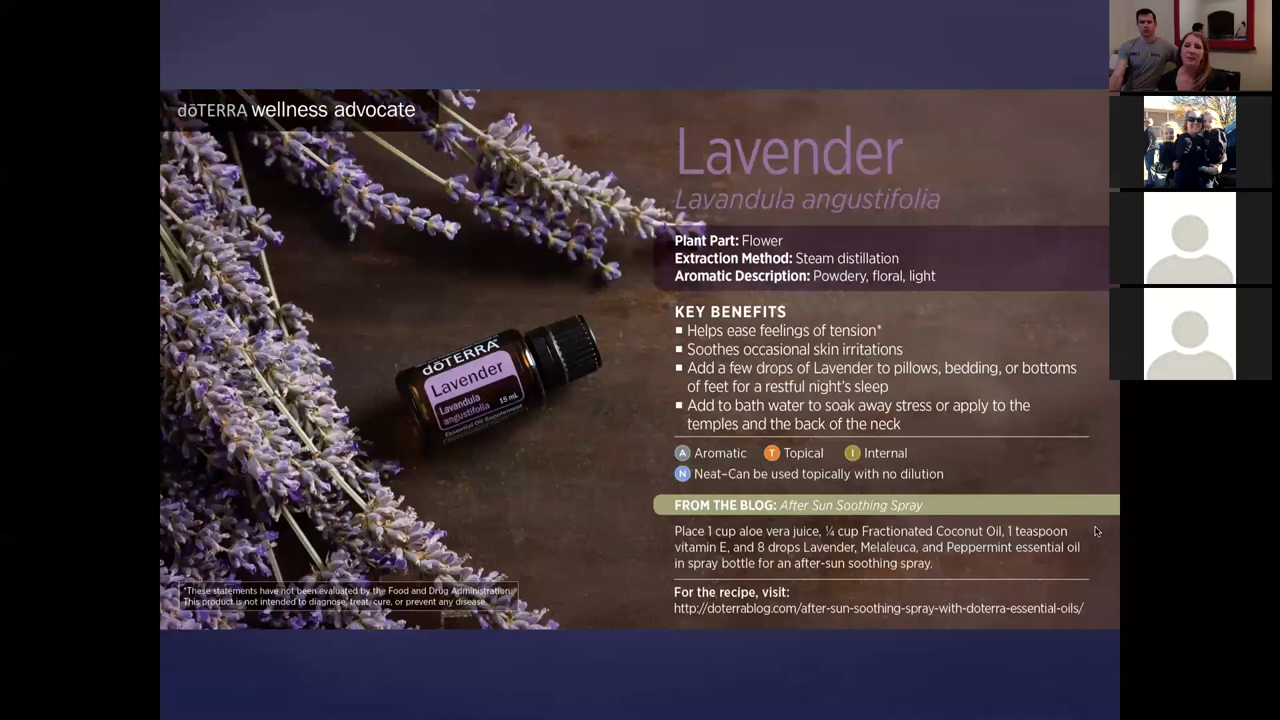 dōTERRA wellness advocate
Lavender
Lavandula angustifolia
Plant Part: Flower
Extraction Method: Steam distillation
Aromatic Description: Powdery, floral, light
KEY BENEFITS
▪ Helps ease feelings of tension*
▪ Soothes occasional skin irritations
▪ Add a few drops of Lavender to pillows, bedding, or bottoms
of feet for a restful night's sleep
▪ Add to bath water to soak away stress or apply to the
temples and the back of the neck
A Aromatic T Topical I Internal
N Neat–Can be used topically with no dilution
FROM THE BLOG: After Sun Soothing Spray
Place 1 cup aloe vera juice, ¼ cup Fractionated Coconut Oil, 1 teaspoon
vitamin E, and 8 drops Lavender, Melaleuca, and Peppermint essential oil
in spray bottle for an after-sun soothing spray.
For the recipe, visit:
http://doterrablog.com/after-sun-soothing-spray-with-doterra-essential-oils/
dōTERRA
Lavender
Lavandula
angustifolia 15 mL
Essential Oil Supplement
*These statements have not been evaluated by the Food and Drug Administration.
This product is not intended to diagnose, treat, cure, or prevent any disease.